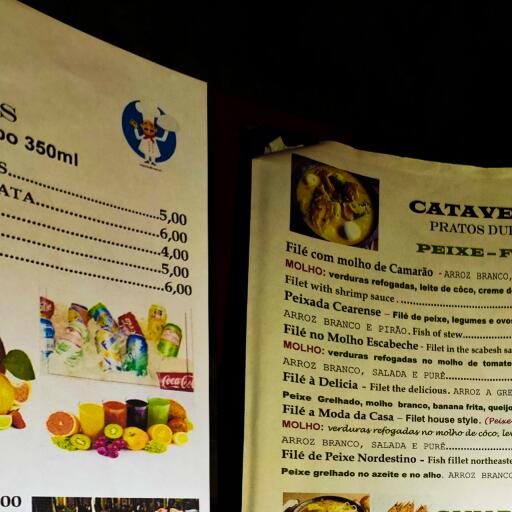 S
po 350ml
S..................................5,00
ATA...............................6,00
4,00
5,00
6,00
Coca-Cola
00
CATAVE
PRATOS DU
PEIXE – F
Filé com molho de Camarão - ARROZ BRANCO,
MOLHO: verduras refogadas, leite de côco, creme d
Filet with shrimp sauce
Peixada Cearense – Filé de peixe, legumes e ovo
ARROZ BRANCO E PIRÃO. Fish of stew
Filé no Molho Escabeche - Filet in the scabesh sa
MOLHO: verduras refogadas no molho de tomate
ARROZ BRANCO, SALADA E PURÊ
Filé à Delicia - Filet the delicious. ARROZ A GRE
Peixe Grelhado, molho branco, banana frita, queijo
Filé a Moda da Casa – Filet house style. (Peixe
MOLHO: verduras refogadas no molho de côco, le
ARROZ BRANCO, SALADA E PURÊ
Filé de Peixe Nordestino - Fish fillet northeaste
Peixe grelhado no azeite e no alho. ARROZ BRANC